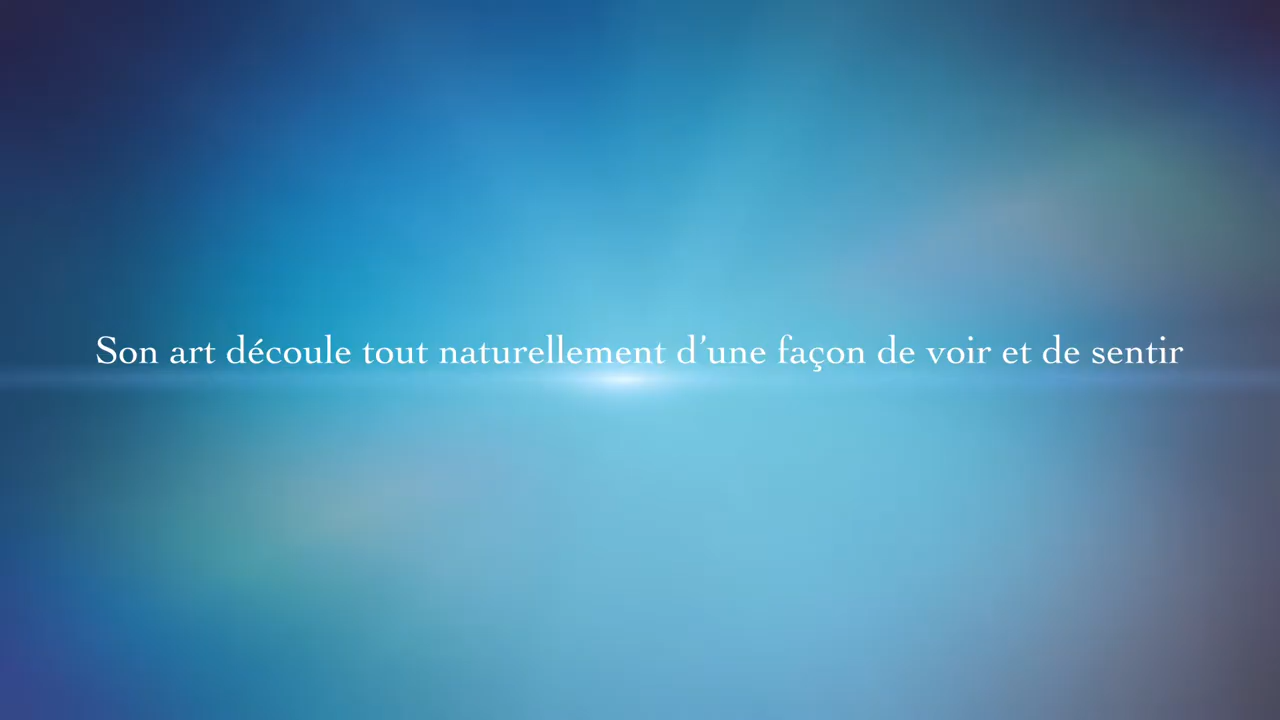 Son art découle tout naturellement d’une façon de voir et de sentir